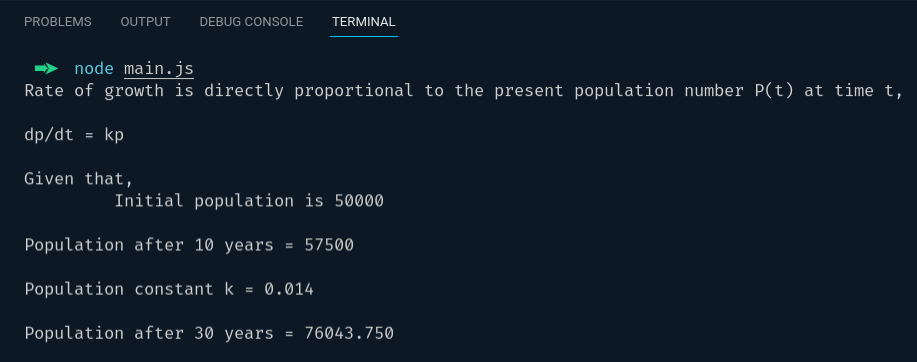 PROBLEMS OUTPUT DEBUG CONSOLE TERMINAL
node main.js
Rate of growth is directly proportional to the present population number P(t) at time t,
dp/dt = kp
Given that,
Initial population is 50000
Population after 10 years = 57500
Population constant k = 0.014
Population after 30 years = 76043.750